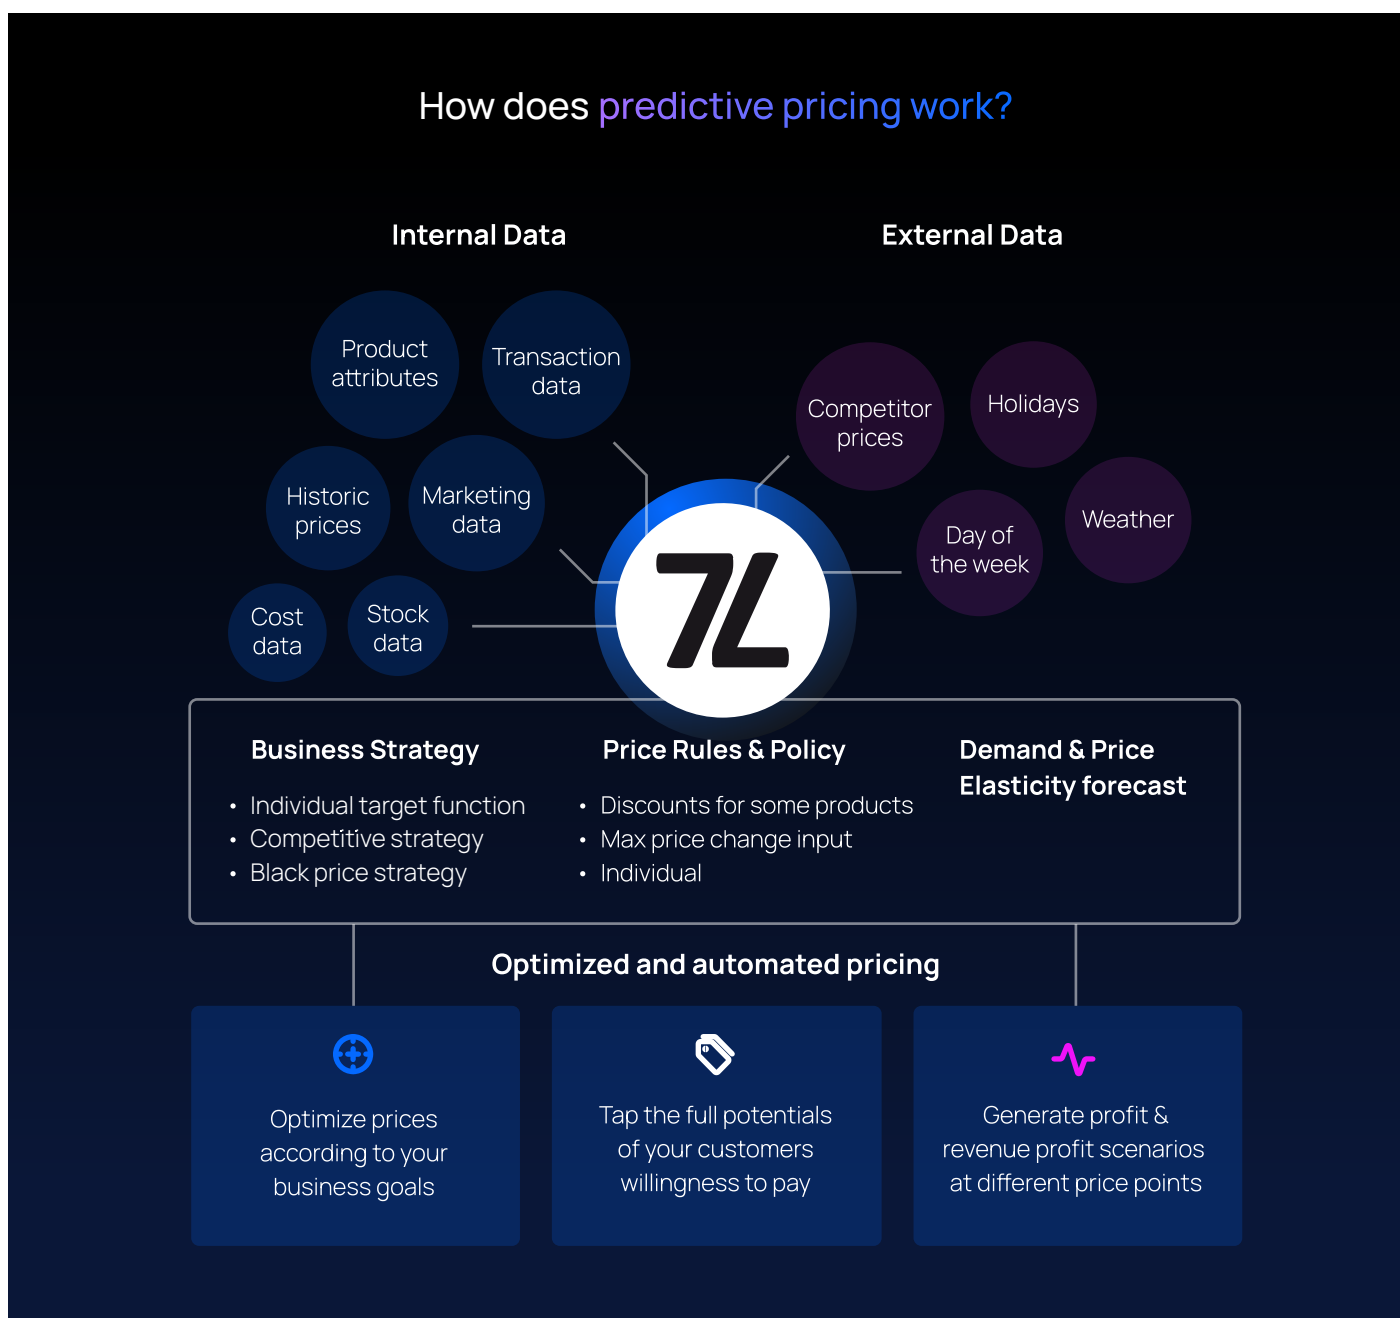 How does predictive pricing work?
Internal Data
External Data
Product
attributes
Transaction
data
Historic
prices
Marketing
data
Cost
data
Stock
data
Competitor
prices
Holidays
Day of
the week
Weather
7L
Business Strategy
• Individual target function
• Competitive strategy
• Black price strategy
Price Rules & Policy
• Discounts for some products
• Max price change input
• Individual
Demand & Price
Elasticity forecast
Optimized and automated pricing
Optimize prices
according to your
business goals
Tap the full potentials
of your customers
willingness to pay
Generate profit &
revenue profit scenarios
at different price points